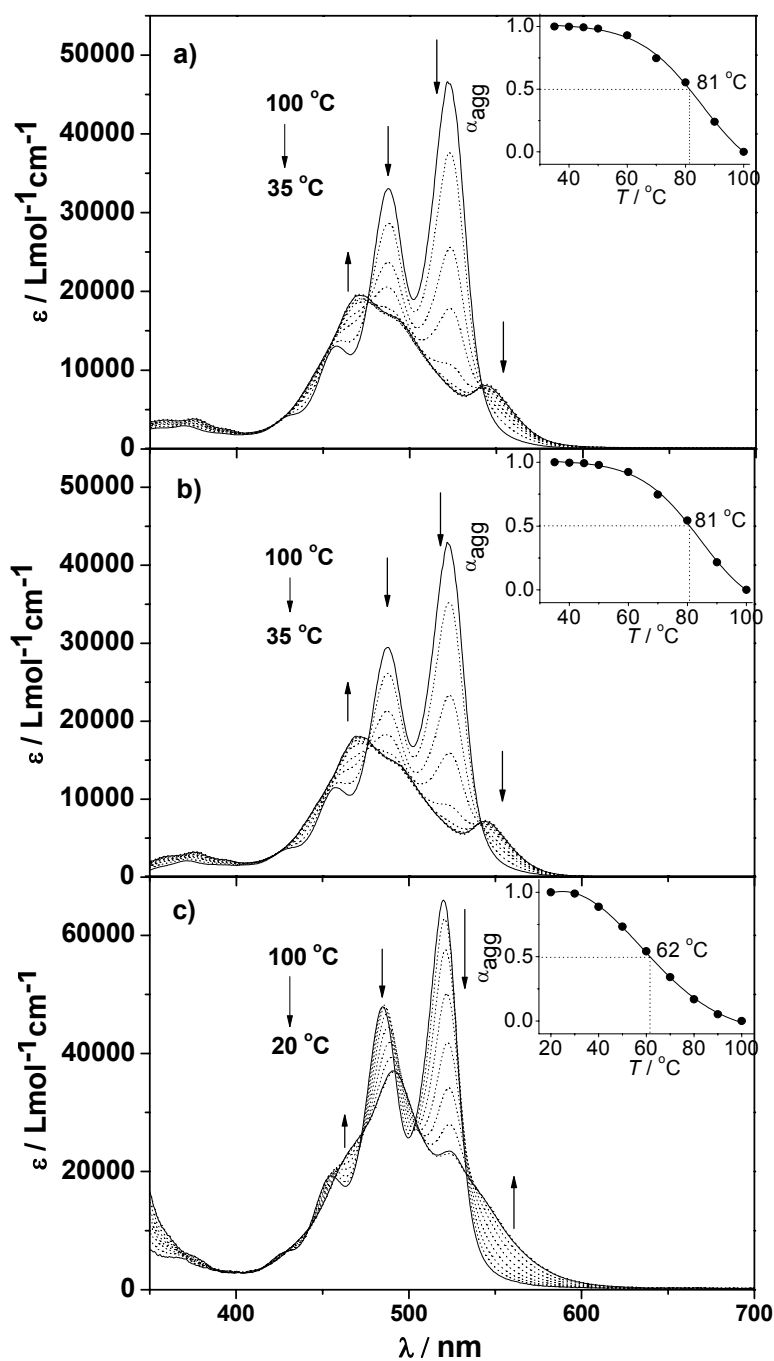 a)
50000
40000
30000
20000
10000
0
ε / Lmol⁻¹cm⁻¹
100 °C
35 °C
1.0
0.5
0.0
αagg
81 °C
40 60 80 100
T / °C
b)
50000
40000
30000
20000
10000
0
ε / Lmol⁻¹cm⁻¹
100 °C
35 °C
1.0
0.5
0.0
αagg
81 °C
40 60 80 100
T / °C
c)
60000
40000
20000
0
ε / Lmol⁻¹cm⁻¹
100 °C
20 °C
1.0
0.5
0.0
αagg
62 °C
20 40 60 80 100
T / °C
400 500 600 700
λ / nm